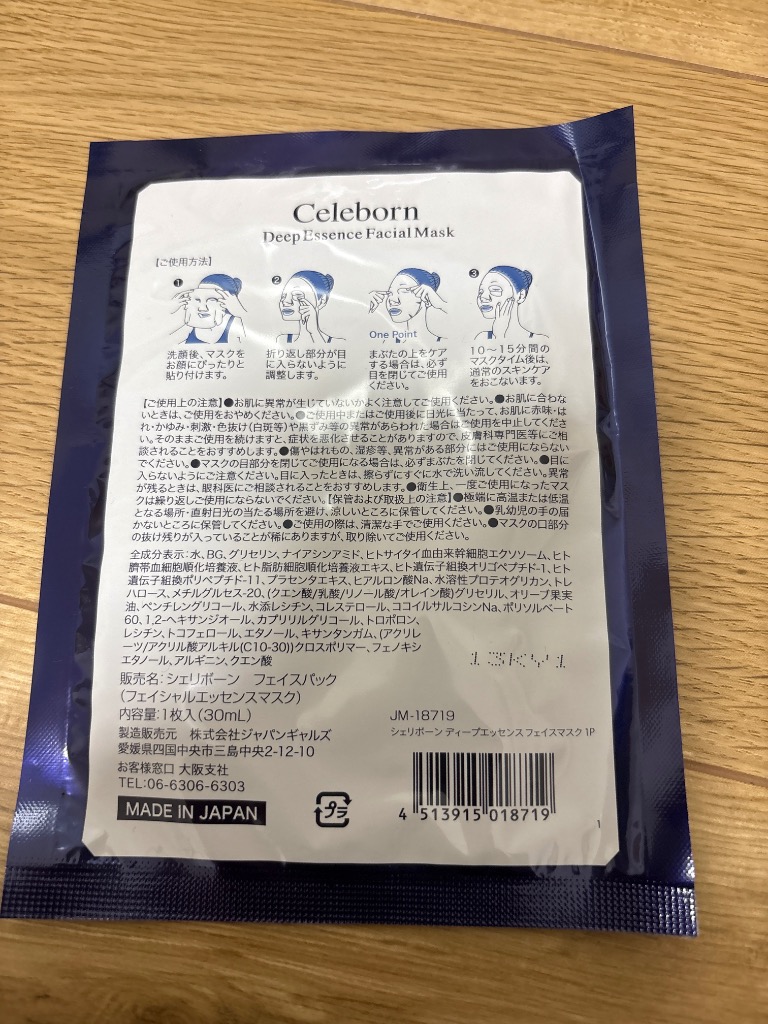 Celeborn
Deep Essence Facial Mask
【ご使用方法】
❶
洗顔後、マスクを
お顔にぴったりと
貼り付けます。
❷
折り返し部分が目
に入らないように
調整します。
One Point
まぶたの上をケア
する場合は、必ず
目を閉じてご使用
ください。
❸
10〜15分間の
マスクタイム後は、
通常のスキンケア
をおこないます。
【ご使用上の注意】●お肌に異常が生じていないかよく注意してご使用ください。●お肌に合わな
いときは、ご使用をおやめください。●ご使用中またはご使用後に日光に当たって、お肌に赤味・は
れ・かゆみ・刺激・色抜け(白斑等)や黒ずみ等の異常があらわれた場合はご使用を中止してくださ
い。そのままご使用を続けますと、症状を悪化させることがありますので、皮膚科専門医等にご相
談されることをおすすめします。●傷やはれもの、湿疹等、異常がある部分にはご使用にならない
でください。●マスクの目部分を閉じてご使用になる場合は、必ずまぶたを閉じてください。●目に
入らないようにご注意ください。目に入ったときは、擦らずにすぐに水で洗い流してください。異常
が残るときは、眼科医にご相談されることをおすすめします。●衛生上、一度ご使用になったマス
クは繰り返しご使用にならないでください。【保管および取扱上の注意】●極端に高温または低温
となる場所・直射日光の当たる場所を避け、涼しいところに保管してください。●乳幼児の手の届
かないところに保管してください。●ご使用の際は、清潔な手でご使用ください。●マスクの口部分
の抜け残りが入っていることが稀にありますが、取り除いてご使用ください。
全成分表示:水、BG、グリセリン、ナイアシンアミド、ヒトサイタイ血由来幹細胞エクソソーム、ヒト
臍帯血細胞順化培養液、ヒト脂肪細胞順化培養液エキス、ヒト遺伝子組換オリゴペプチド-1、ヒト
遺伝子組換ポリペプチド-11、プラセンタエキス、ヒアルロン酸Na、水溶性プロテオグリカン、トレ
ハロース、メチルグルセス-20、(クエン酸/乳酸/リノール酸/オレイン酸)グリセリル、オリーブ果実
油、ペンチレングリコール、水添レシチン、コレステロール、ココイルサルコシンNa、ポリソルベート
60、1,2-ヘキサンジオール、カプリリルグリコール、トロポロン、
レシチン、トコフェロール、エタノール、キサンタンガム、(アクリレ
ーツ/アクリル酸アルキル(C10-30))クロスポリマー、フェノキシ
エタノール、アルギニン、クエン酸
販売名:シェリボーン フェイスパック
(フェイシャルエッセンスマスク)
内容量:1枚入(30mL)
製造販売元 株式会社ジャパンギャルズ
愛媛県四国中央市三島中央2-12-10
お客様窓口 大阪支社
TEL:06-6306-6303
MADE IN JAPAN
プラ
JM-18719
シェリボーン ディープエッセンス フェイスマスク 1P
4 513915 018719
1